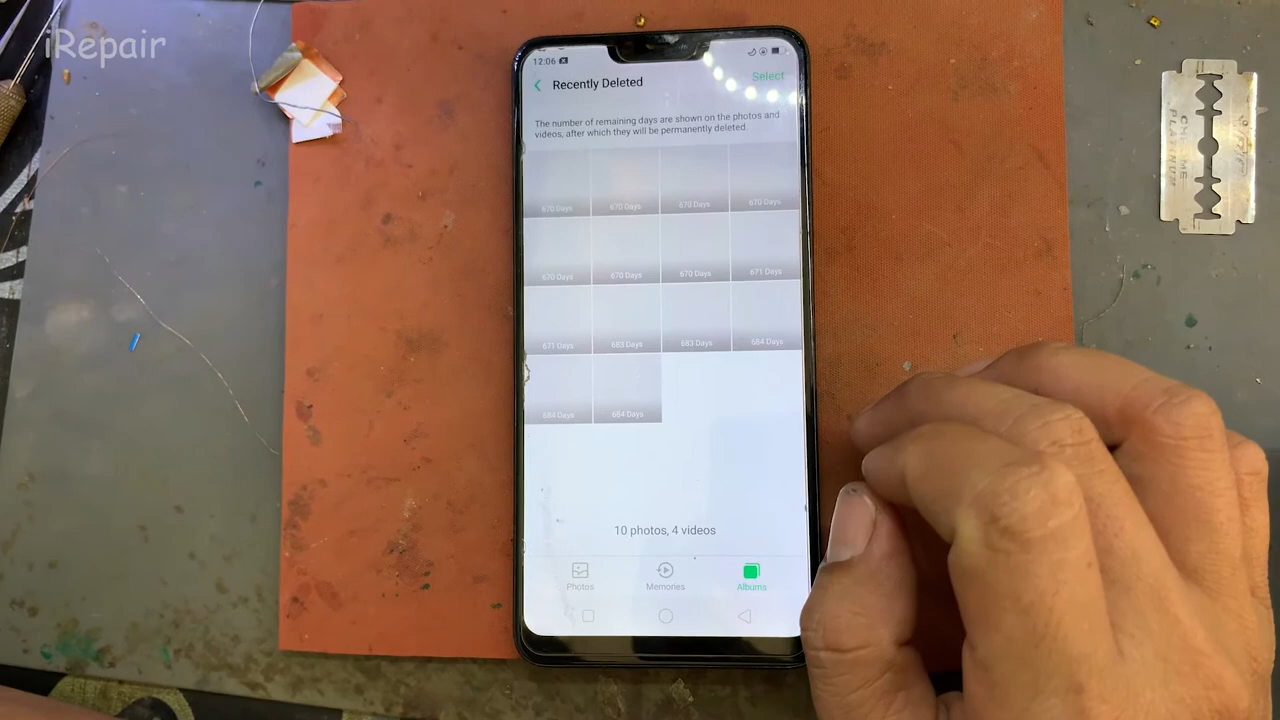 iRepair
12:06
Recently Deleted
Select
The number of remaining days are shown on the photos and
videos, after which they will be permanently deleted.
670 Days
670 Days
670 Days
670 Days
670 Days
670 Days
670 Days
671 Days
671 Days
683 Days
683 Days
684 Days
684 Days
684 Days
10 photos, 4 videos
Photos
Memories
Albums